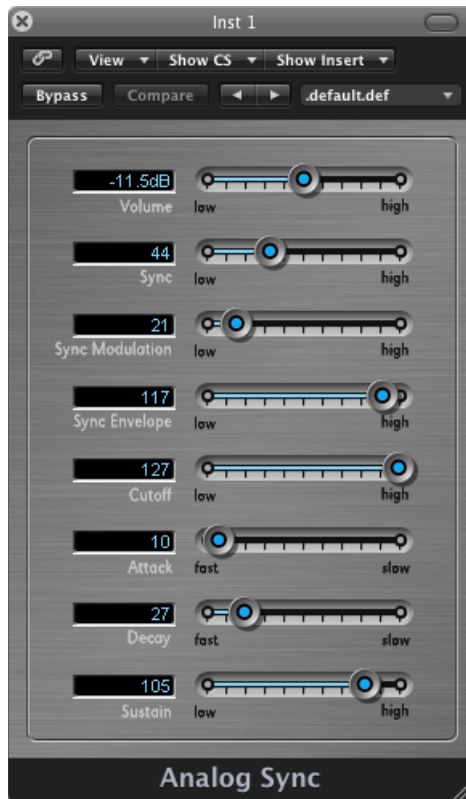 Inst 1
View Show CS Show Insert
Bypass Compare .default.def
-11.5dB
Volume low high
44
Sync low high
21
Sync Modulation low high
117
Sync Envelope low high
127
Cutoff low high
10
Attack fast slow
27
Decay fast slow
105
Sustain low high
Analog Sync